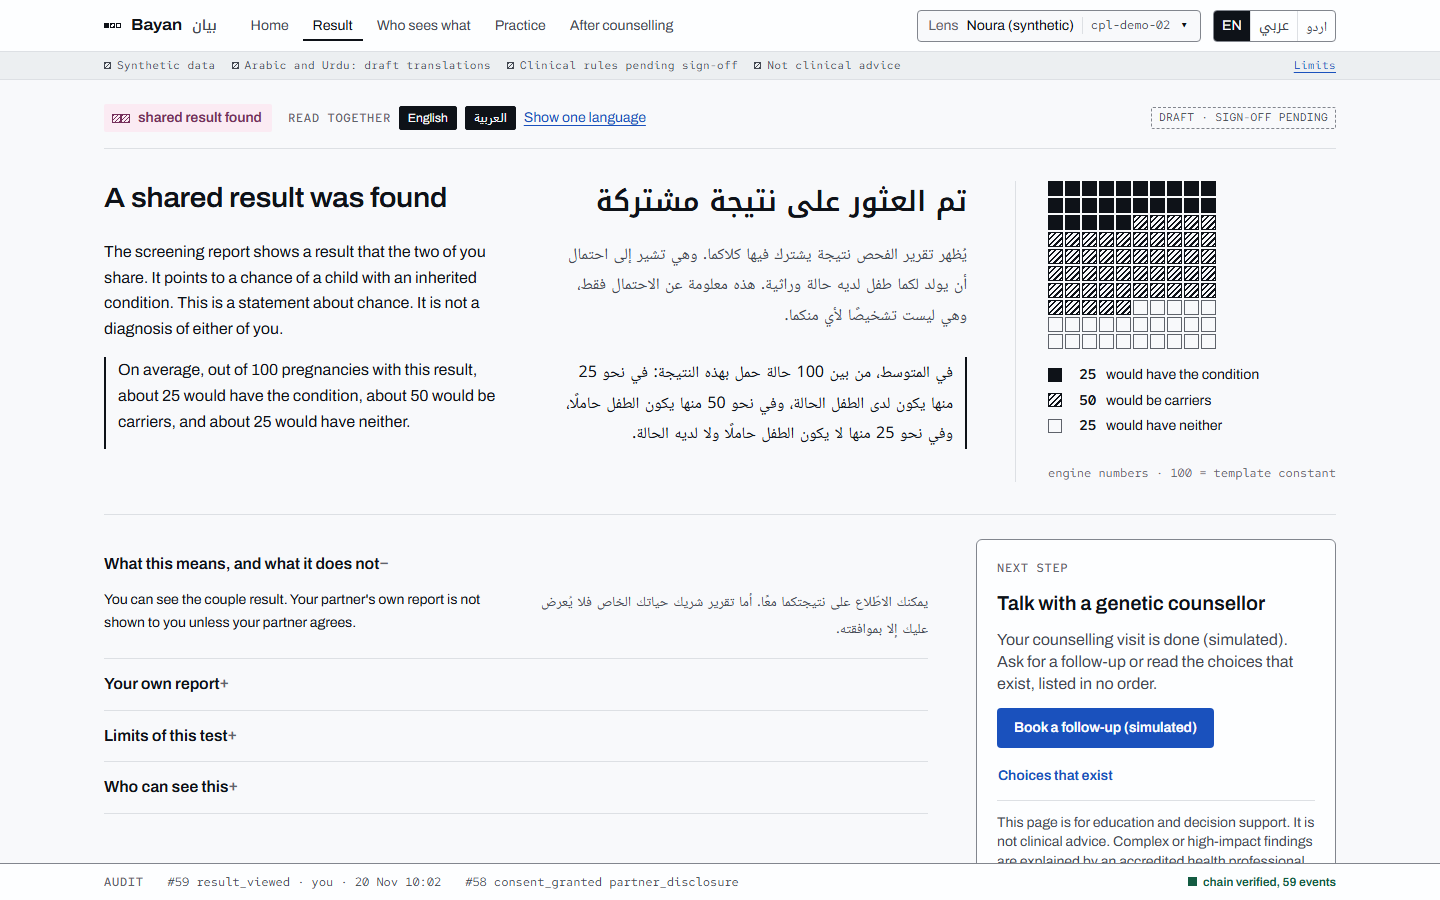 Bayan بيان
Home Result Who sees what Practice After counselling
Lens Noura (synthetic) cpl-demo-02 ▾
EN عربي اردو
Synthetic data Arabic and Urdu: draft translations Clinical rules pending sign-off Not clinical advice Limits
shared result found READ TOGETHER English العربية Show one language
DRAFT · SIGN-OFF PENDING
A shared result was found
The screening report shows a result that the two of you
share. It points to a chance of a child with an inherited
condition. This is a statement about chance. It is not a
diagnosis of either of you.
On average, out of 100 pregnancies with this result,
about 25 would have the condition, about 50 would be
carriers, and about 25 would have neither.
تم العثور على نتيجة مشتركة
يُظهر تقرير الفحص نتيجة يشترك فيها كلاكما. وهي تشير إلى احتمال
أن يولد لكما طفل لديه حالة وراثية. هذه معلومة عن الاحتمال فقط،
وهي ليست تشخيصًا لأي منكما.
في المتوسط، من بين 100 حالة حمل بهذه النتيجة: في نحو 25
منها يكون لدى الطفل الحالة، وفي نحو 50 منها يكون الطفل حاملًا،
وفي نحو 25 منها لا يكون الطفل حاملًا ولا لديه الحالة.
25 would have the condition
50 would be carriers
25 would have neither
engine numbers · 100 = template constant
What this means, and what it does not−
You can see the couple result. Your partner's own report is not
shown to you unless your partner agrees.
يمكنك الاطّلاع على نتيجتكما معًا. أما تقرير شريك حياتك الخاص فلا يُعرض
عليك إلا بموافقته.
Your own report+
Limits of this test+
Who can see this+
NEXT STEP
Talk with a genetic counsellor
Your counselling visit is done (simulated).
Ask for a follow-up or read the choices that
exist, listed in no order.
Book a follow-up (simulated)
Choices that exist
This page is for education and decision support. It is
not clinical advice. Complex or high-impact findings
are explained by an accredited health professional
AUDIT #59 result_viewed · you · 20 Nov 10:02 #58 consent_granted partner_disclosure
chain verified, 59 events